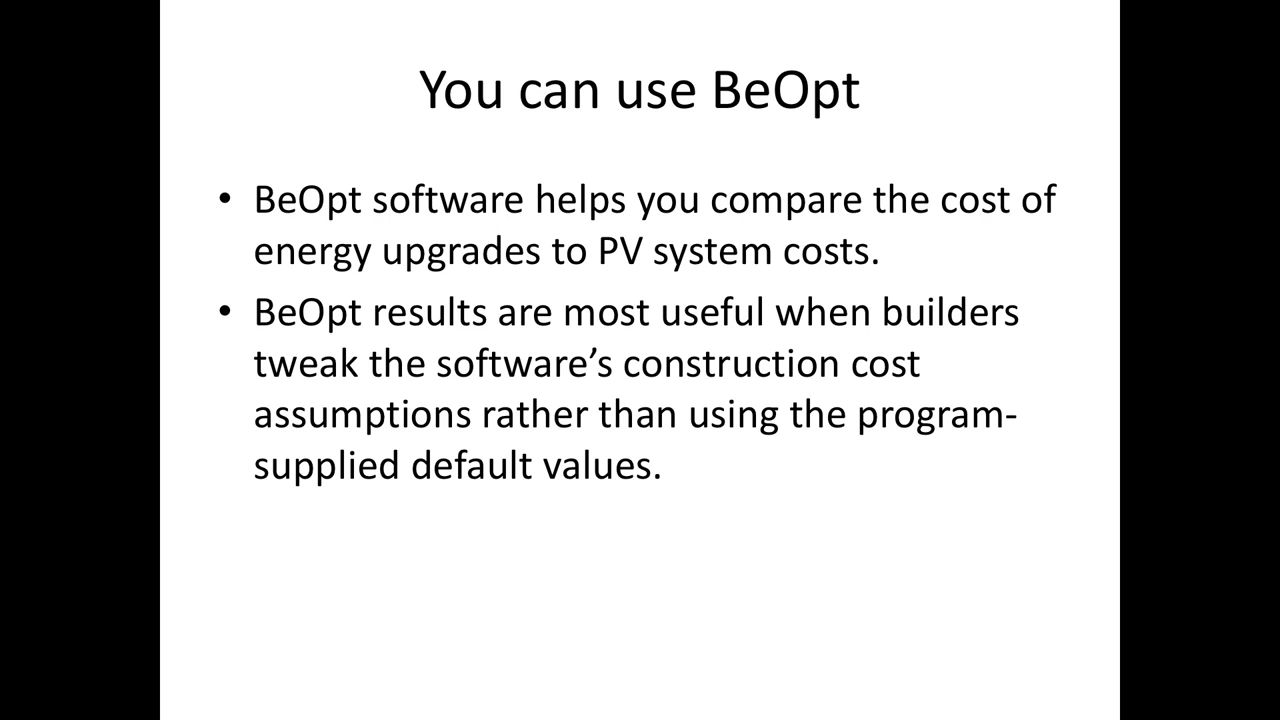 You can use BeOpt
• BeOpt software helps you compare the cost of
energy upgrades to PV system costs.
• BeOpt results are most useful when builders
tweak the software’s construction cost
assumptions rather than using the program-
supplied default values.